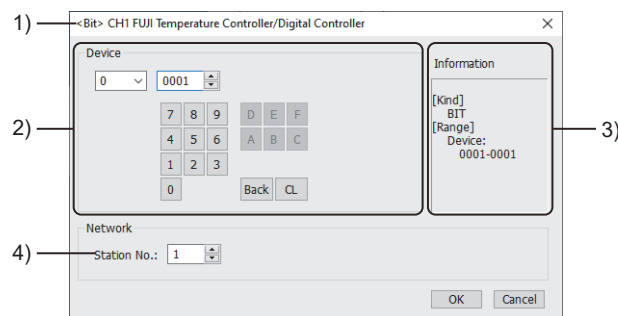 1)
<Bit> CH1 FUJI Temperature Controller/Digital Controller
Device
0 0001
7 8 9 D E F
4 5 6 A B C
1 2 3
0 Back CL
2)
Information
[Kind]
BIT
[Range]
Device:
0001-0001
3)
Network
4)
Station No.: 1
OK Cancel